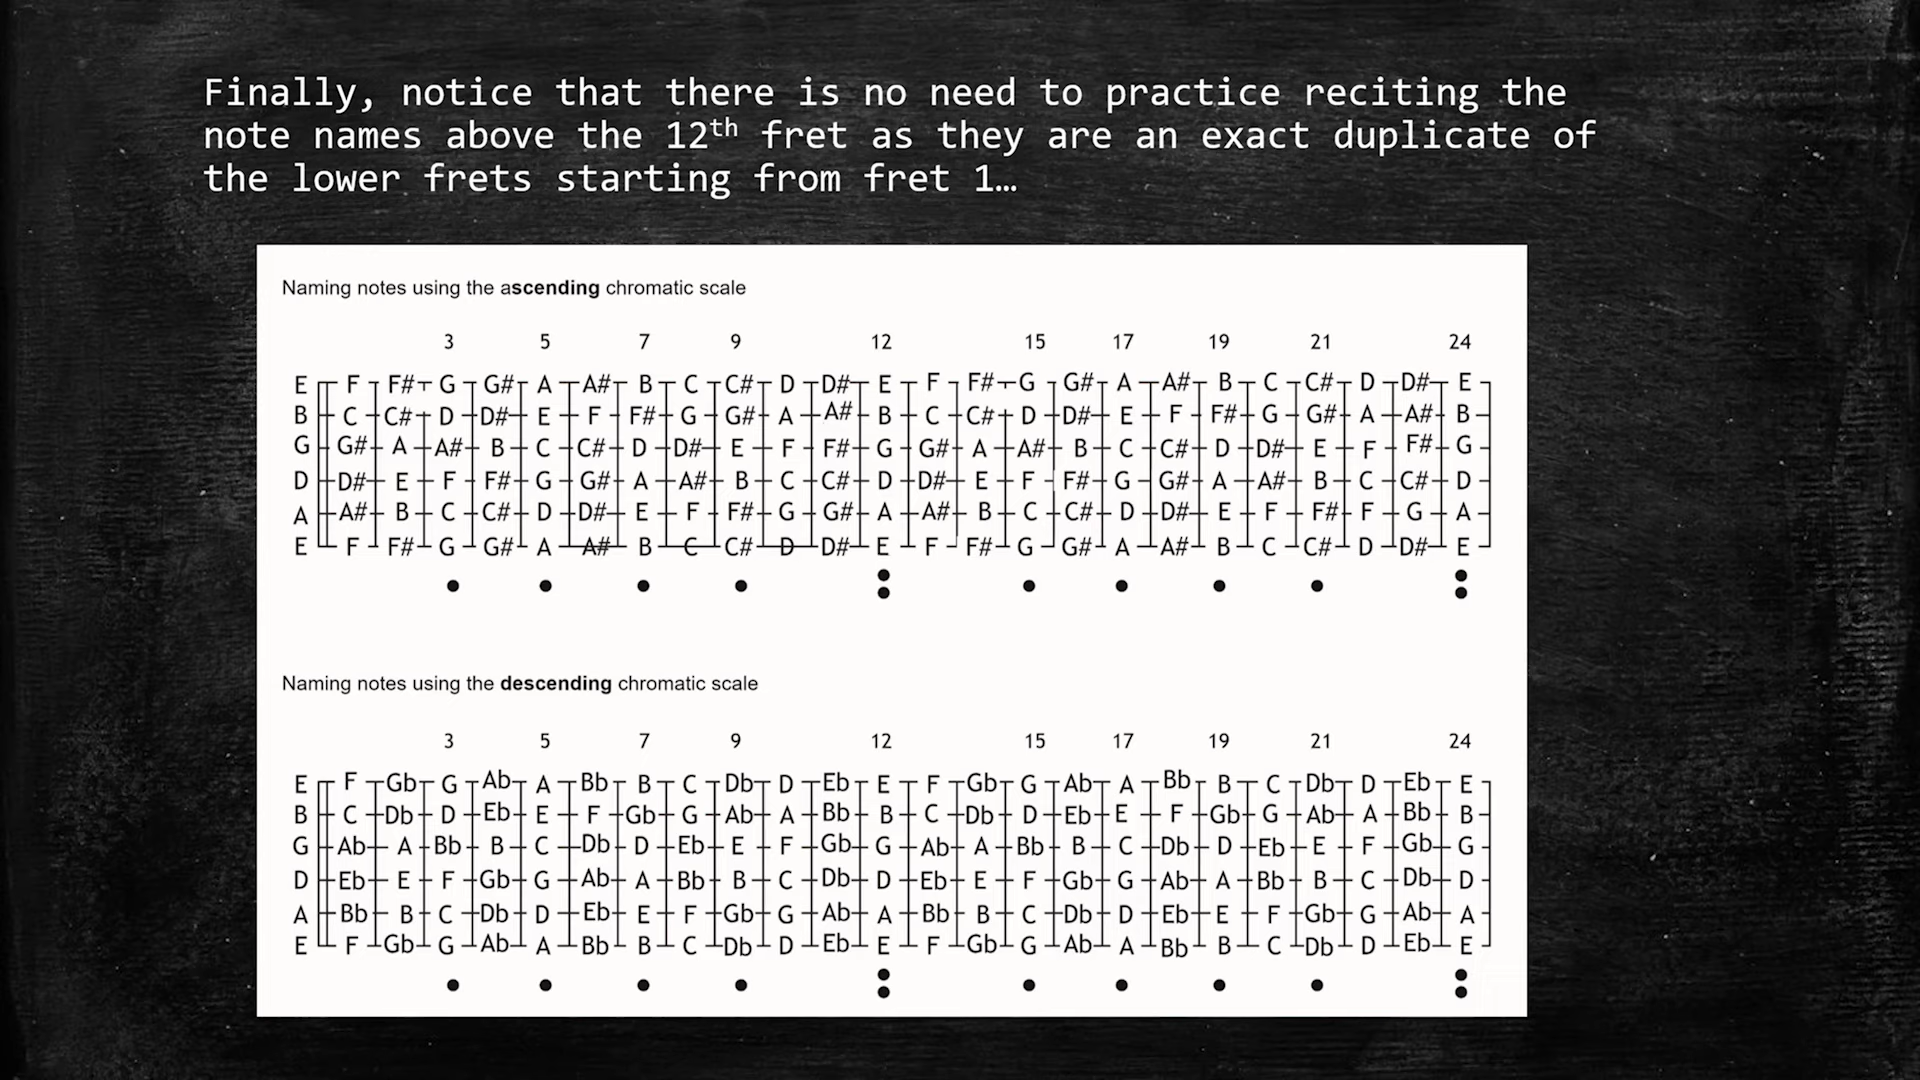 Finally, notice that there is no need to practice reciting the
note names above the 12th fret as they are an exact duplicate of
the lower frets starting from fret 1…
Naming notes using the ascending chromatic scale
3 5 7 9 12 15 17 19 21 24
E F F# G G# A A# B C C# D D# E F F# G G# A A# B C C# D D# E
B C C# D D# E F F# G G# A A# B C C# D D# E F F# G G# A A# B
G G# A A# B C C# D D# E F F# G G# A A# B C C# D D# E F F# G
D D# E F F# G G# A A# B C C# D D# E F F# G G# A A# B C C# D
A A# B C C# D D# E F F# G G# A A# B C C# D D# E F F# F G A
E F F# G G# A A# B C C# D D# E F F# G G# A A# B C C# D D# E
Naming notes using the descending chromatic scale
3 5 7 9 12 15 17 19 21 24
E F Gb G Ab A Bb B C Db D Eb E F Gb G Ab A Bb B C Db D Eb E
B C Db D Eb E F Gb G Ab A Bb B C Db D Eb E F Gb G Ab A Bb B
G Ab A Bb B C Db D Eb E F Gb G Ab A Bb B C Db D Eb E F Gb G
D Eb E F Gb G Ab A Bb B C Db D Eb E F Gb G Ab A Bb B C Db D
A Bb B C Db D Eb E F Gb G Ab A Bb B C Db D Eb E F Gb G Ab A
E F Gb G Ab A Bb B C Db D Eb E F Gb G Ab A Bb B C Db D Eb E